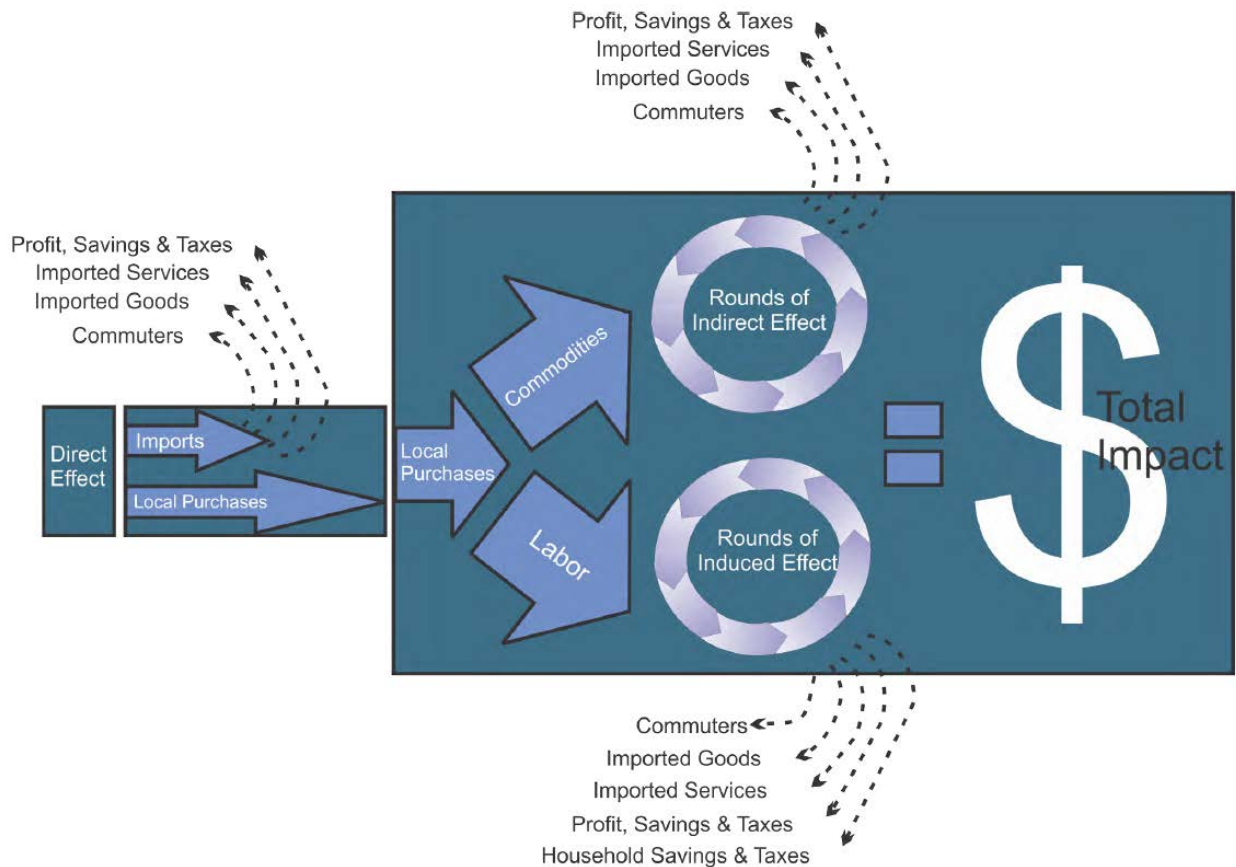 Profit, Savings & Taxes
Imported Services
Imported Goods
Commuters
Profit, Savings & Taxes
Imported Services
Imported Goods
Commuters
Direct
Effect
Imports
Local Purchases
Local
Purchases
Commodities
Labor
Rounds of
Indirect Effect
Rounds of
Induced Effect
$
Total
Impact
Commuters
Imported Goods
Imported Services
Profit, Savings & Taxes
Household Savings & Taxes